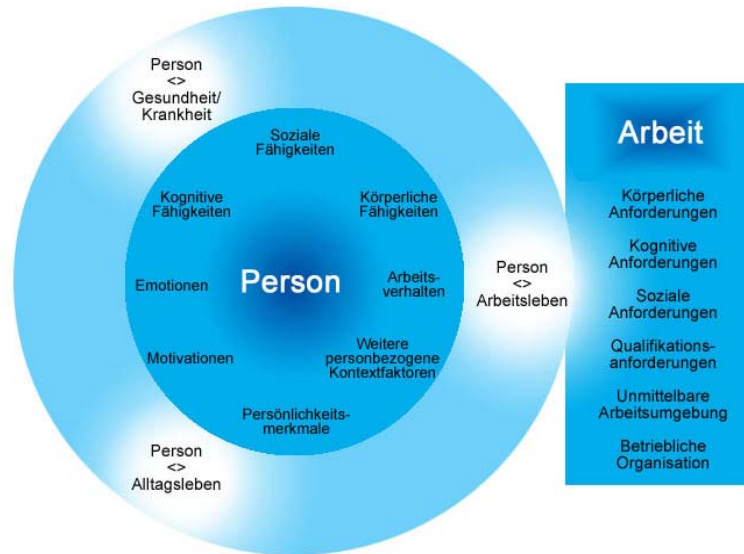 Person
<>
Gesundheit/
Krankheit
Soziale
Fähigkeiten
Kognitive
Fähigkeiten
Körperliche
Fähigkeiten
Emotionen
Person
Arbeits-
verhalten
Motivationen
Weitere
personbezogene
Kontextfaktoren
Persönlichkeits-
merkmale
Person
<>
Arbeitsleben
Person
<>
Alltagsleben
Arbeit
Körperliche
Anforderungen
Kognitive
Anforderungen
Soziale
Anforderungen
Qualifikations-
anforderungen
Unmittelbare
Arbeitsumgebung
Betriebliche
Organisation